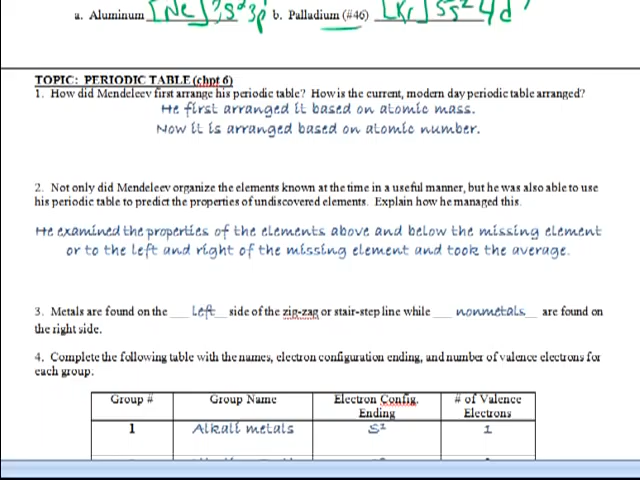 a. Aluminum [Ne]3s²3p b. Palladium (#46) [Kr]5s²4d
TOPIC: PERIODIC TABLE (chpt 6)
1. How did Mendeleev first arrange his periodic table? How is the current, modern day periodic table arranged?
He first arranged it based on atomic mass.
Now it is arranged based on atomic number.
2. Not only did Mendeleev organize the elements known at the time in a useful manner, but he was also able to use
his periodic table to predict the properties of undiscovered elements. Explain how he managed this.
He examined the properties of the elements above and below the missing element
or to the left and right of the missing element and took the average.
3. Metals are found on the __ left_ side of the zig-zag or stair-step line while __ nonmetals_ are found on
the right side.
4. Complete the following table with the names, electron configuration ending, and number of valence electrons for
each group:
Group # Group Name Electron Config. Ending # of Valence Electrons
1 Alkali metals s¹ 1